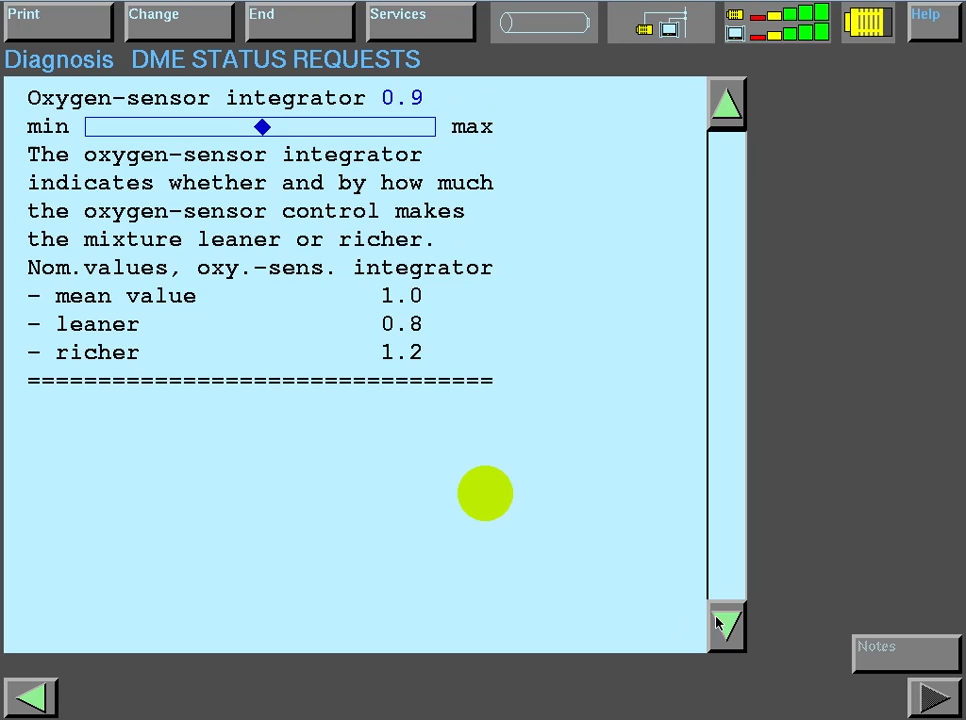 Print Change End Services Help
Diagnosis DME STATUS REQUESTS
Oxygen-sensor integrator 0.9
min max
The oxygen-sensor integrator
indicates whether and by how much
the oxygen-sensor control makes
the mixture leaner or richer.
Nom.values, oxy.-sens. integrator
- mean value 1.0
- leaner 0.8
- richer 1.2
=================================
Notes